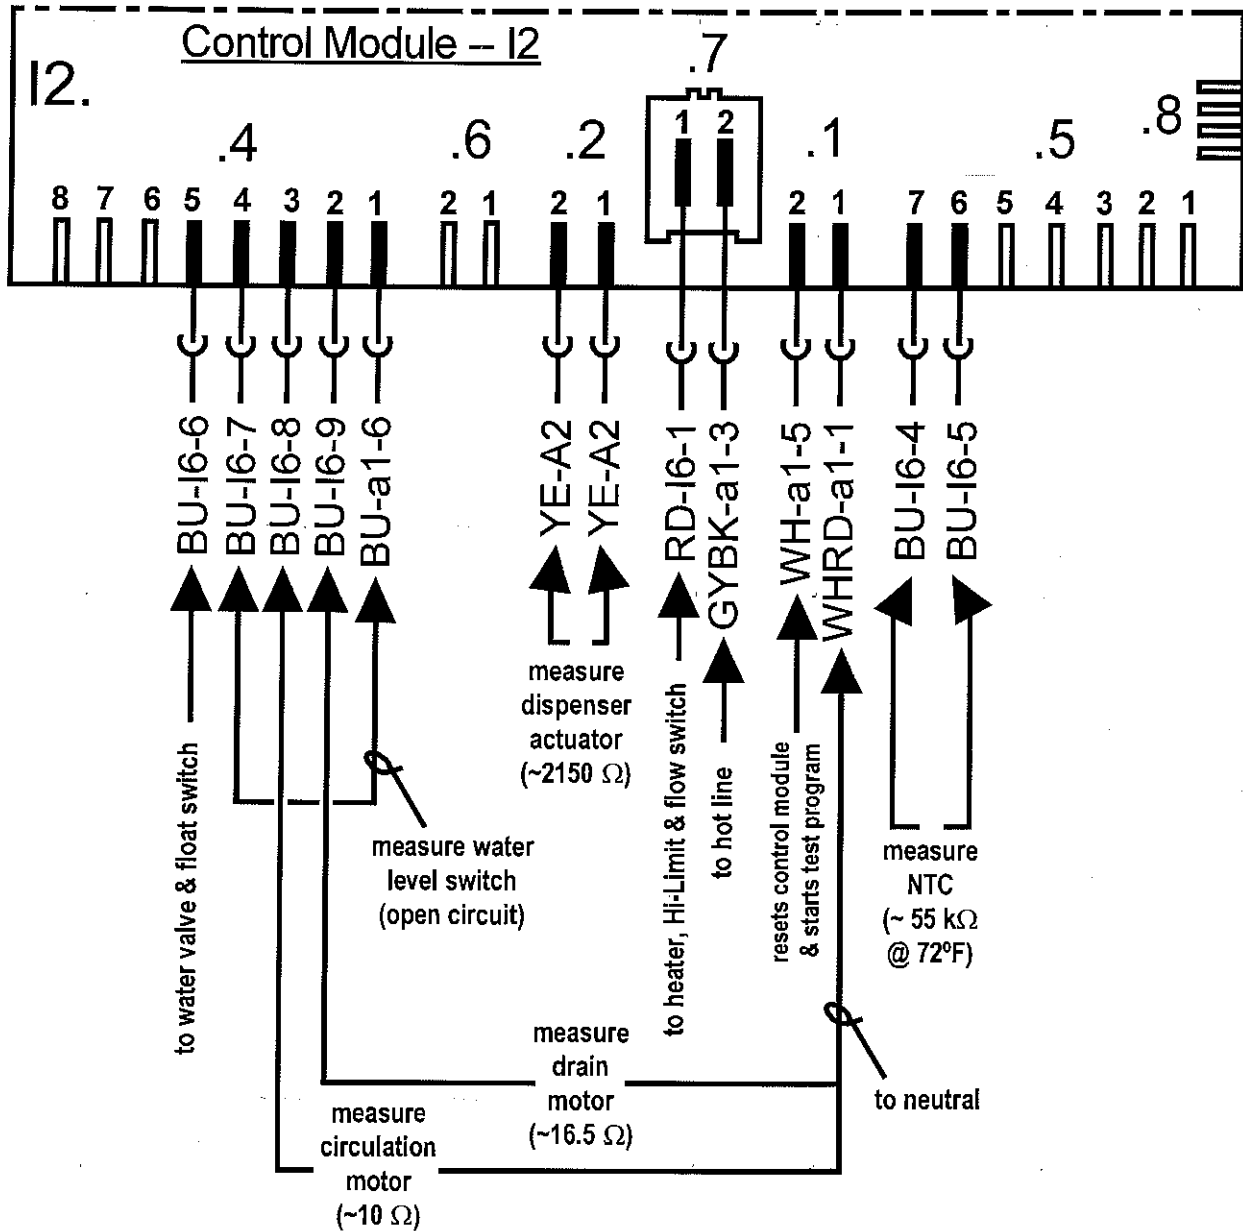 Control Module -- I2
I2.
.7
.8
1 2
.4
.6
.2
.1
.5
8 7 6 5 4 3 2 1
2 1
2 1
2 1
7 6 5 4 3 2 1
BU-I6-6
BU-I6-7
BU-I6-8
BU-I6-9
BU-a1-6
YE-A2
YE-A2
RD-I6-1
GYBK-a1-3
WH-a1-5
WHRD-a1-1
BU-I6-4
BU-I6-5
to water valve & float switch
measure water
level switch
(open circuit)
measure
dispenser
actuator
(~2150 Ω)
to heater, Hi-Limit & flow switch
to hot line
resets control module
& starts test program
measure
NTC
(~ 55 kΩ
@ 72ºF)
measure
drain
motor
(~16.5 Ω)
to neutral
measure
circulation
motor
(~10 Ω)